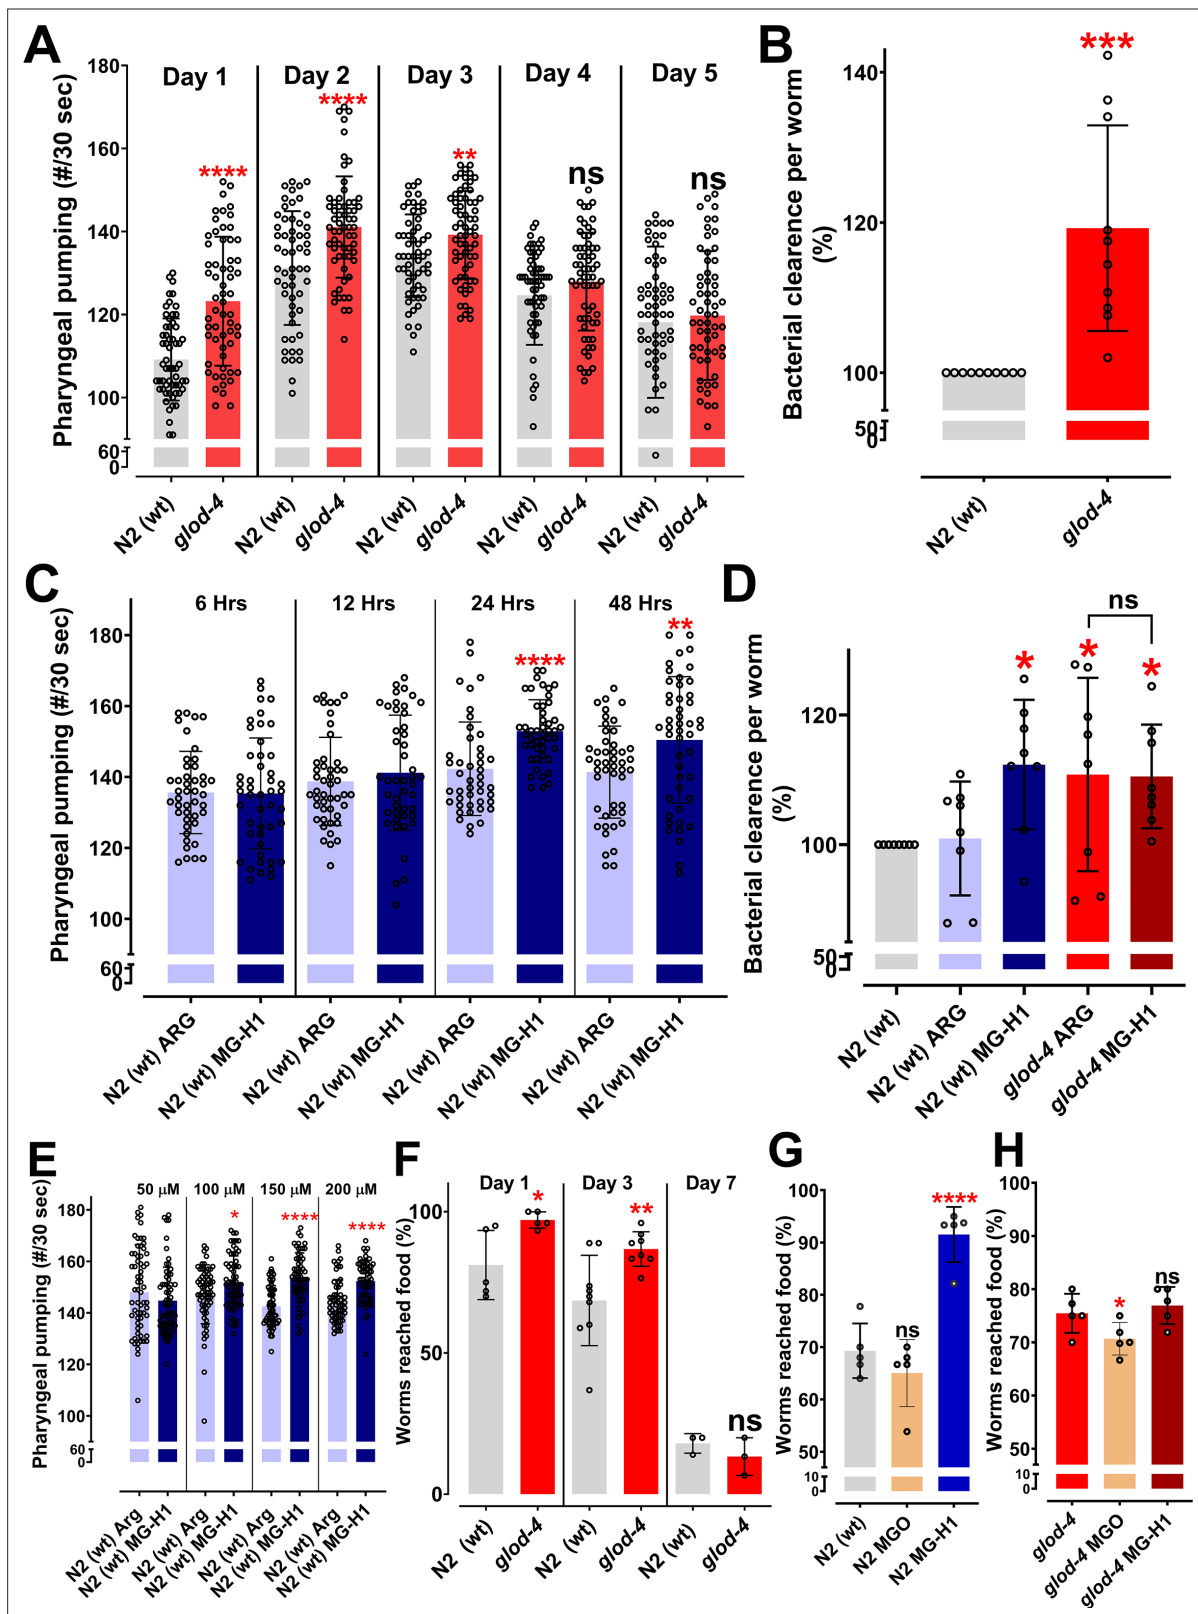 A
Pharyngeal pumping (#/30 sec)
180
160
140
120
100
60
0
Day 1
Day 2
Day 3
Day 4
Day 5
****
****
**
ns
ns
N2 (wt)
glod-4
N2 (wt)
glod-4
N2 (wt)
glod-4
N2 (wt)
glod-4
N2 (wt)
glod-4
B
Bacterial clearence per worm
(%)
140
120
100
50
0
***
N2 (wt)
glod-4
C
Pharyngeal pumping (#/30 sec)
180
160
140
120
100
60
0
6 Hrs
12 Hrs
24 Hrs
48 Hrs
****
**
N2 (wt) ARG
N2 (wt) MG-H1
N2 (wt) ARG
N2 (wt) MG-H1
N2 (wt) ARG
N2 (wt) MG-H1
N2 (wt) ARG
N2 (wt) MG-H1
D
Bacterial clearence per worm
(%)
120
100
50
0
ns
*
*
*
N2 (wt)
N2 (wt) ARG
N2 (wt) MG-H1
glod-4 ARG
glod-4 MG-H1
E
Pharyngeal pumping (#/30 sec)
180
160
140
120
100
60
0
50 µM
100 µM
150 µM
200 µM
*
****
****
N2 (wt) Arg
N2 (wt) MG-H1
N2 (wt) Arg
N2 (wt) MG-H1
N2 (wt) Arg
N2 (wt) MG-H1
N2 (wt) Arg
N2 (wt) MG-H1
F
Worms reached food (%)
100
50
0
Day 1
Day 3
Day 7
*
**
ns
N2 (wt)
glod-4
N2 (wt)
glod-4
N2 (wt)
glod-4
G
Worms reached food (%)
100
90
80
70
60
50
10
0
ns
****
N2 (wt)
N2 MGO
N2 MG-H1
H
Worms reached food (%)
100
90
80
70
60
50
10
0
*
ns
glod-4
glod-4 MGO
glod-4 MG-H1